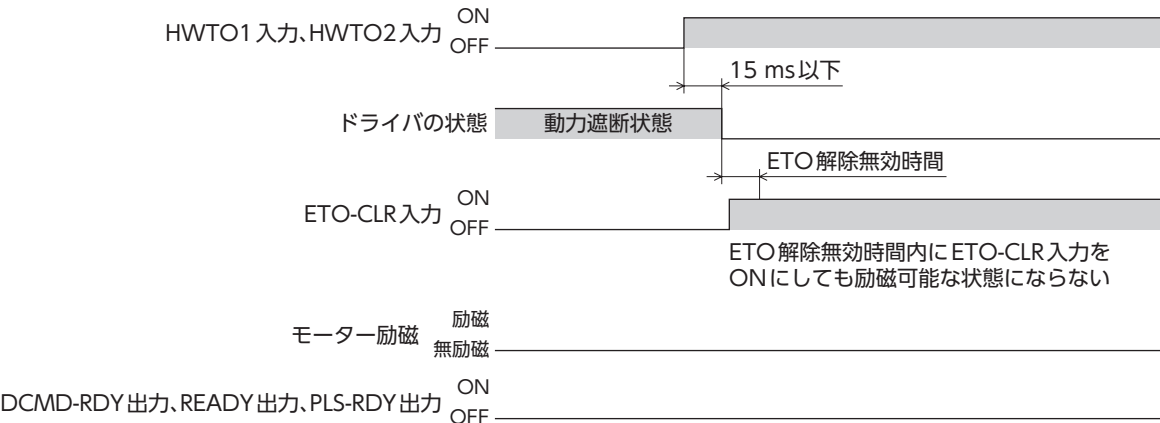 ON
HWTO1入力、HWTO2入力
OFF
15 ms以下
ドライバの状態
動力遮断状態
ETO解除無効時間
ON
ETO-CLR入力
OFF
ETO解除無効時間内にETO-CLR入力を
ONにしても励磁可能な状態にならない
励磁
モーター励磁
無励磁
ON
DCMD-RDY出力、READY出力、PLS-RDY出力
OFF